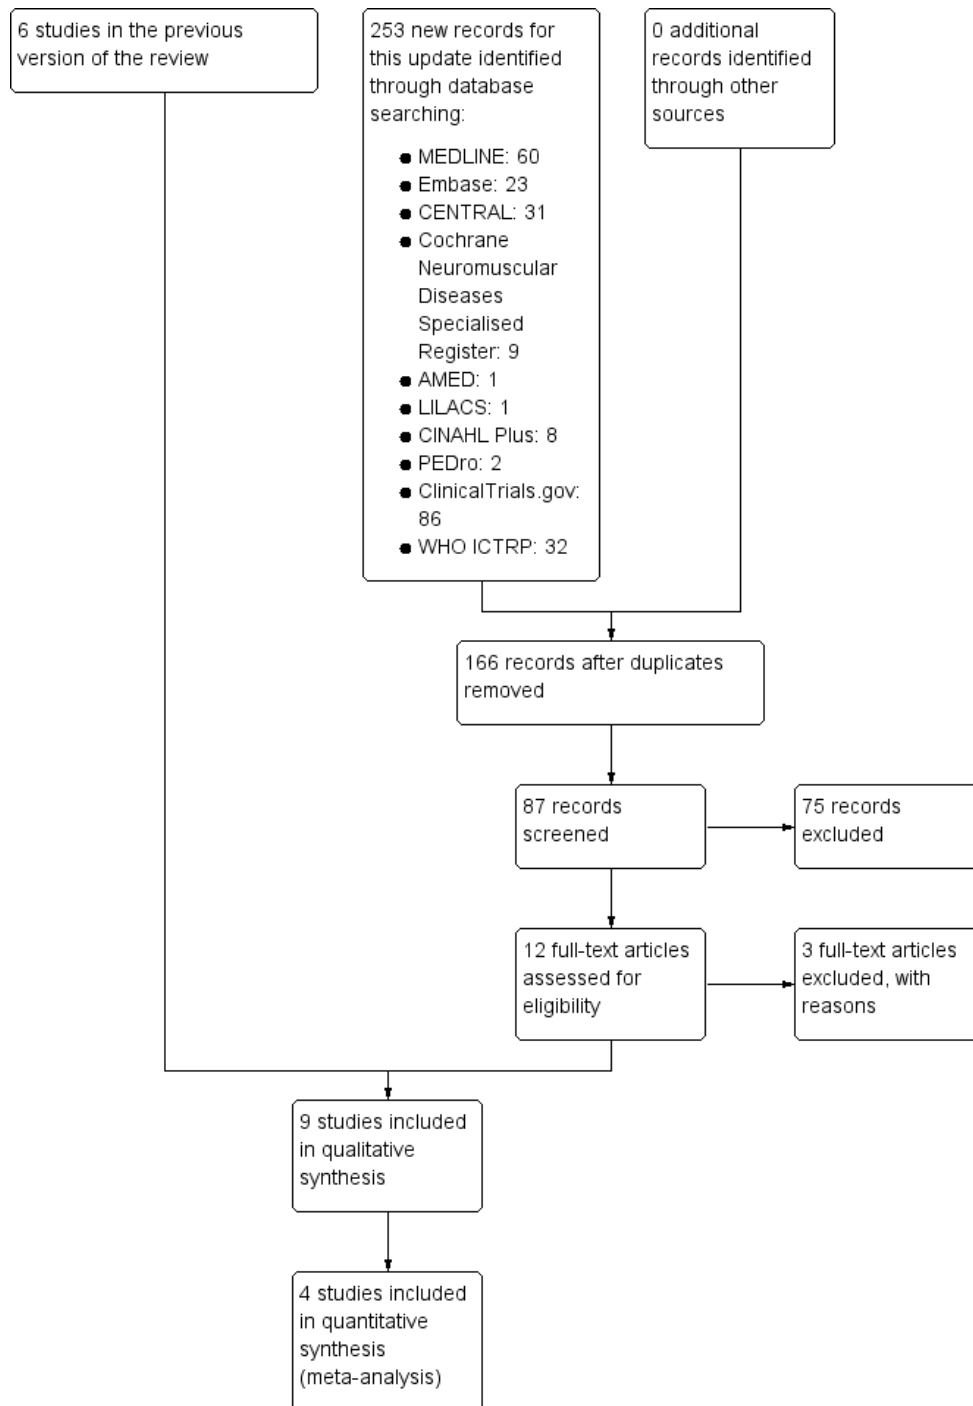 6 studies in the previous
version of the review
253 new records for
this update identified
through database
searching:
● MEDLINE: 60
● Embase: 23
● CENTRAL: 31
● Cochrane
Neuromuscular
Diseases
Specialised
Register: 9
● AMED: 1
● LILACS: 1
● CINAHL Plus: 8
● PEDro: 2
● ClinicalTrials.gov:
86
● WHO ICTRP: 32
0 additional
records identified
through other
sources
166 records after duplicates
removed
87 records
screened
75 records
excluded
12 full-text articles
assessed for
eligibility
3 full-text articles
excluded, with
reasons
9 studies included
in qualitative
synthesis
4 studies included
in quantitative
synthesis
(meta-analysis)